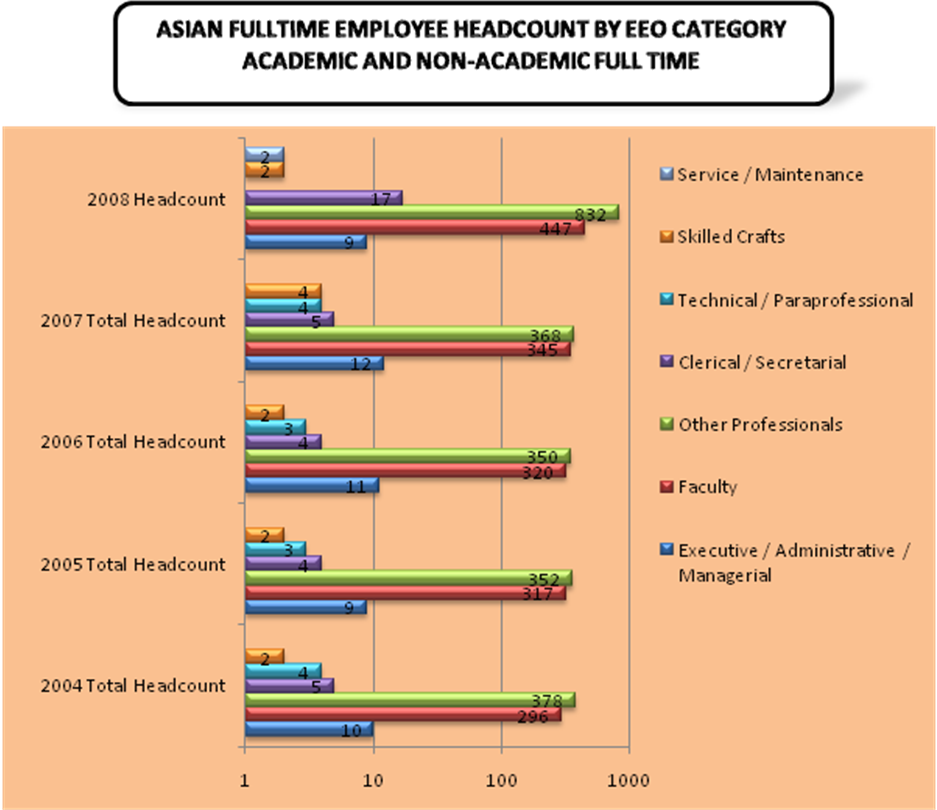 ASIAN FULLTIME EMPLOYEE HEADCOUNT BY EEO CATEGORY
ACADEMIC AND NON-ACADEMIC FULL TIME
2008 Headcount
2
2
17
832
447
9
2007 Total Headcount
4
4
5
368
345
12
2006 Total Headcount
2
3
4
350
320
11
2005 Total Headcount
2
3
4
352
317
9
2004 Total Headcount
2
4
5
378
296
10
1 10 100 1000
Service / Maintenance
Skilled Crafts
Technical / Paraprofessional
Clerical / Secretarial
Other Professionals
Faculty
Executive / Administrative /
Managerial